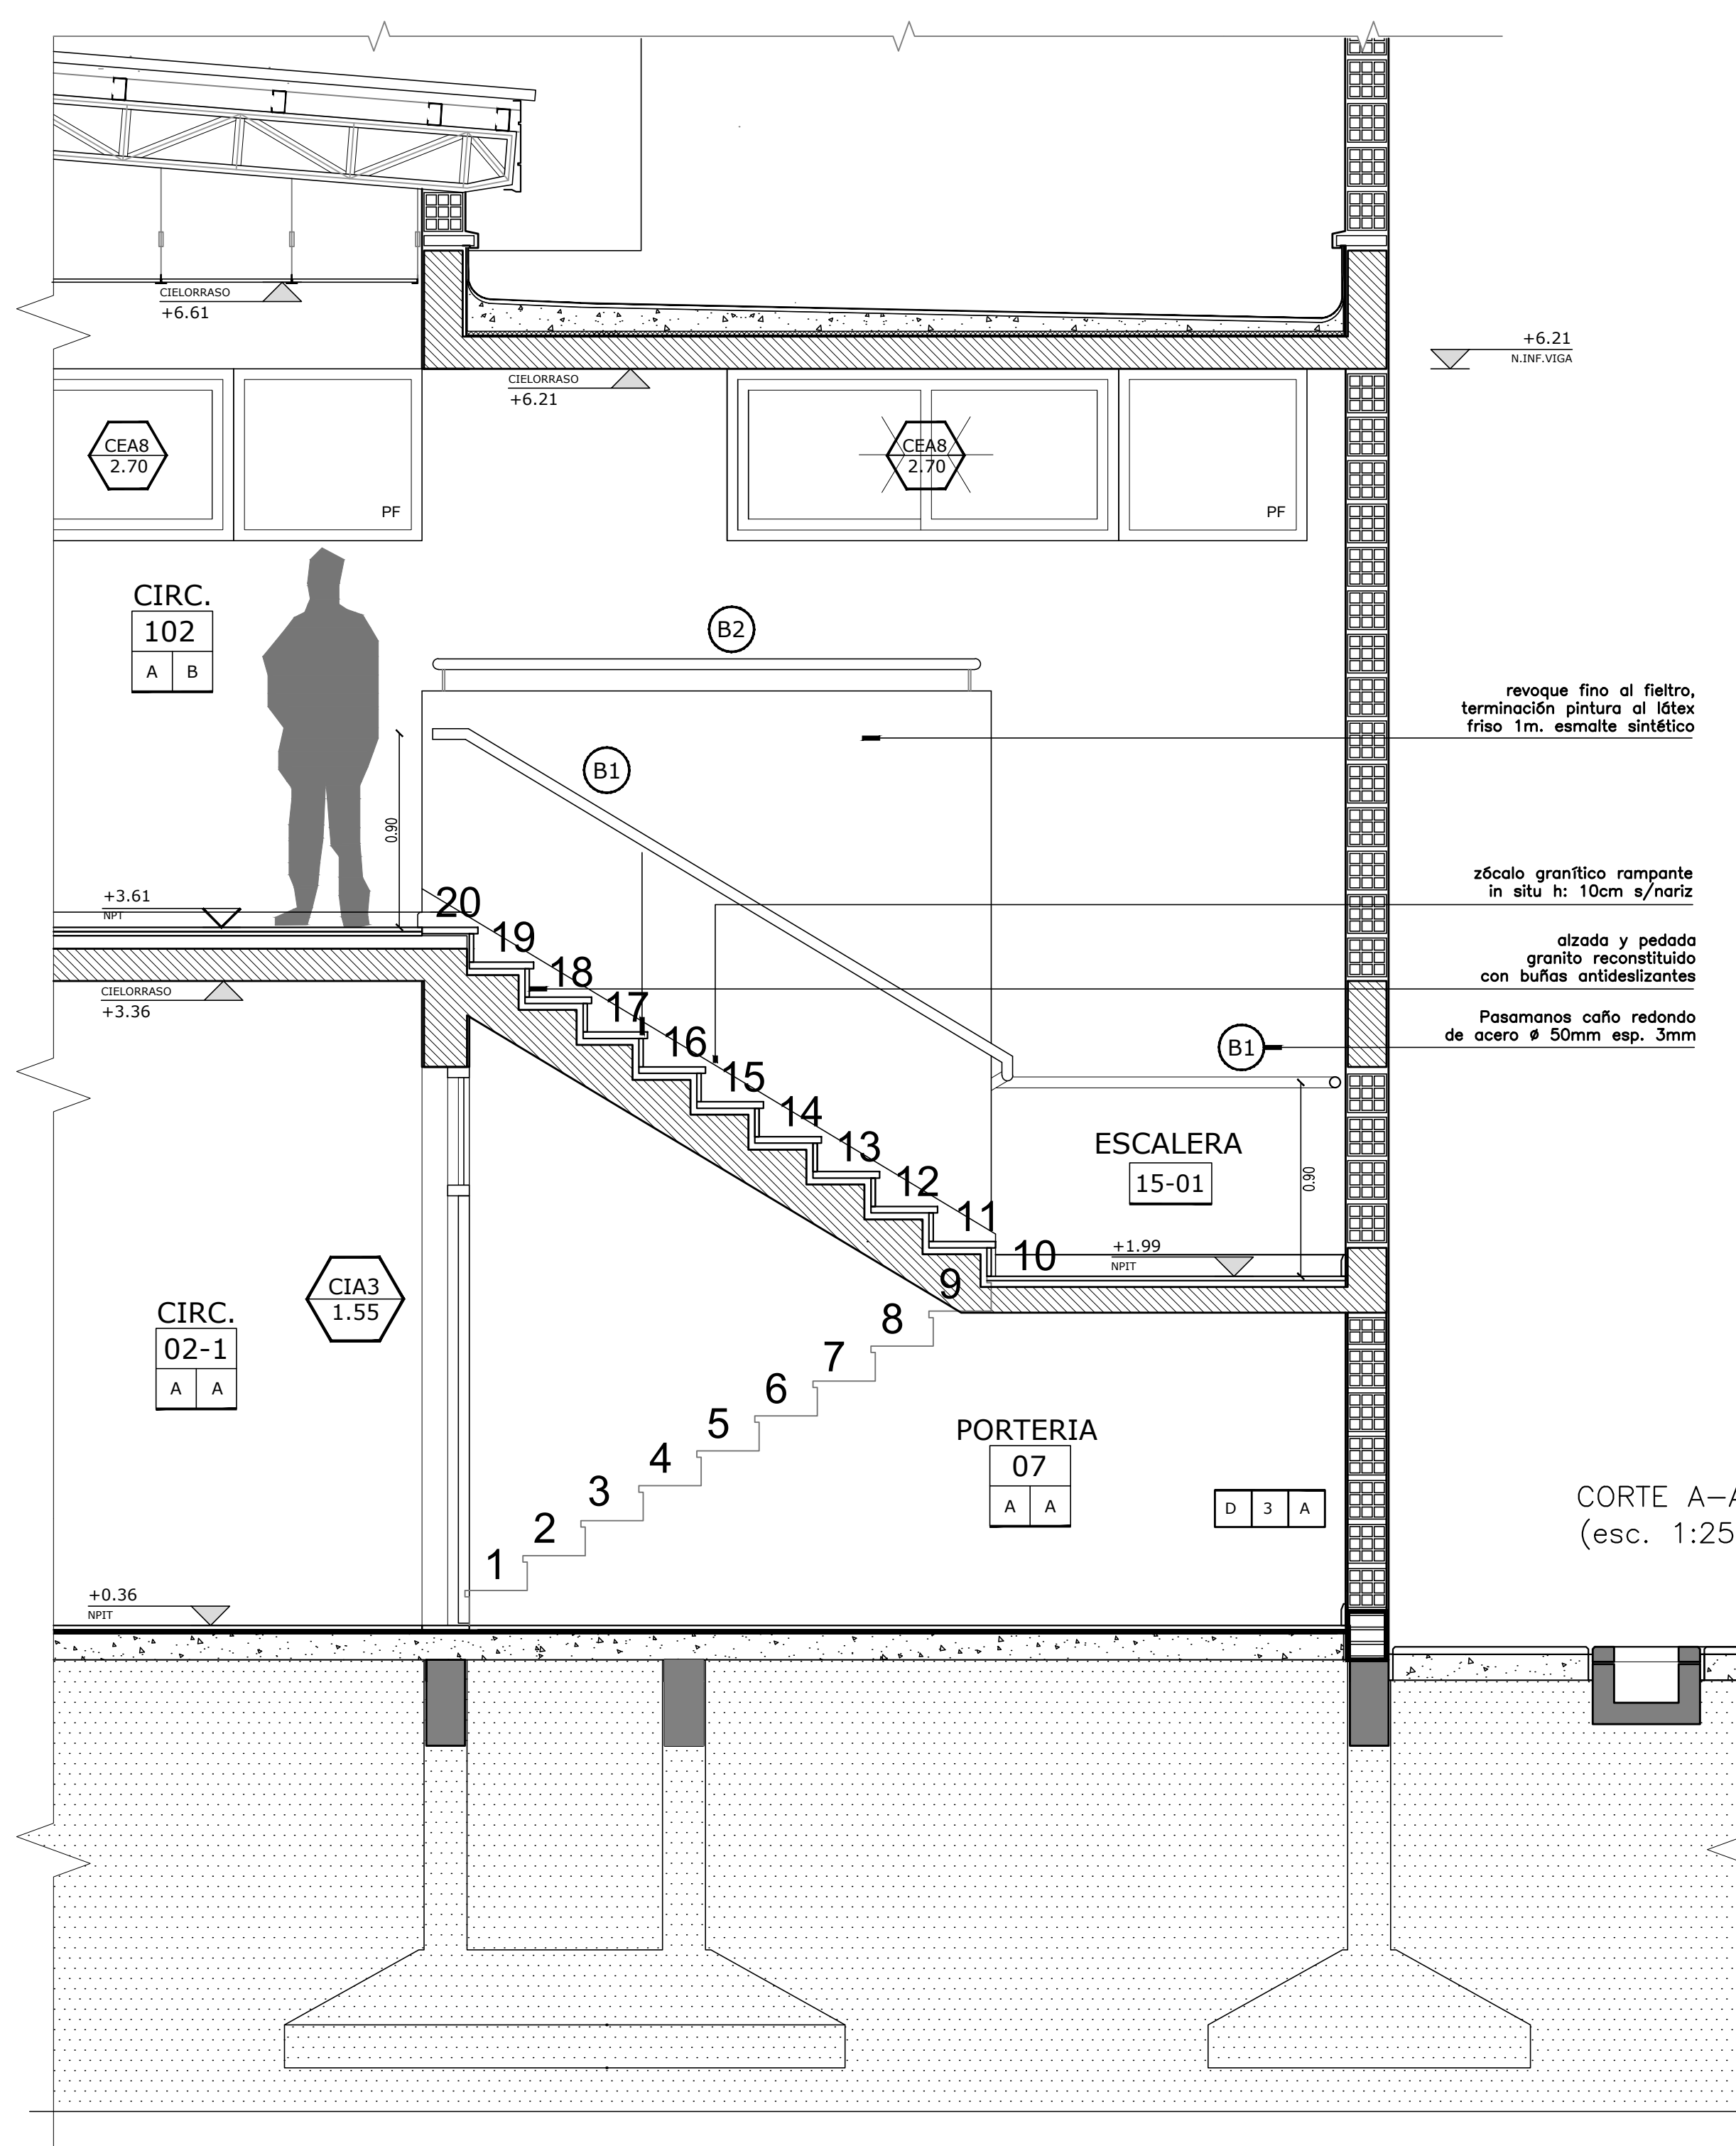 CIELORRASO
+6.61
+6.21
N.INF.VIGA
CIELORRASO
+6.21
CEA8
2.70
PF
CEA8
2.70
PF
CIRC.
102
A B
B2
revoque fino al fieltro,
terminación pintura al látex
friso 1m. esmalte sintético
B1
0.90
zócalo granítico rampante
in situ h: 10cm s/nariz
+3.61
NPT
20
19
18
17
16
15
14
13
12
11
10
9
8
7
6
5
4
3
2
1
alzada y pedada
granito reconstituido
con buñas antideslizantes
CIELORRASO
+3.36
Pasamanos caño redondo
de acero ø 50mm esp. 3mm
B1
ESCALERA
15-01
0.90
+1.99
NPIT
CIA3
1.55
CIRC.
02-1
A A
PORTERIA
07
A A
D 3 A
CORTE A-A
(esc. 1:25
+0.36
NPIT